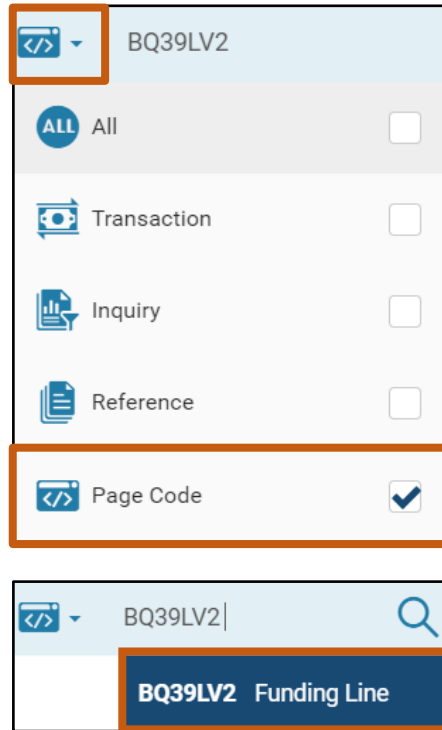 </> BQ39LV2
ALL All
Transaction
Inquiry
Reference
</> Page Code
</> BQ39LV2
BQ39LV2 Funding Line